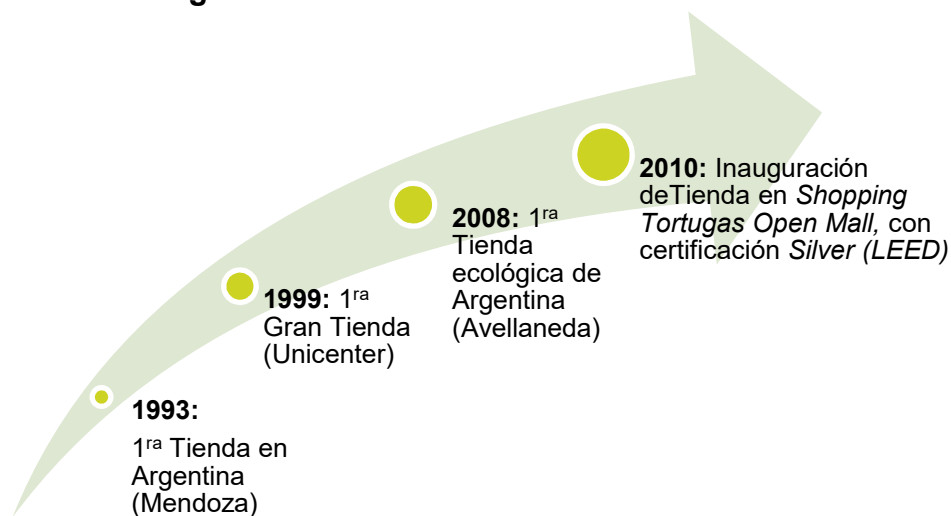 1993:
1ra Tienda en
Argentina
(Mendoza)
1999: 1ra
Gran Tienda
(Unicenter)
2008: 1ra
Tienda
ecológica de
Argentina
(Avellaneda)
2010: Inauguración
deTienda en Shopping
Tortugas Open Mall, con
certificación Silver (LEED)